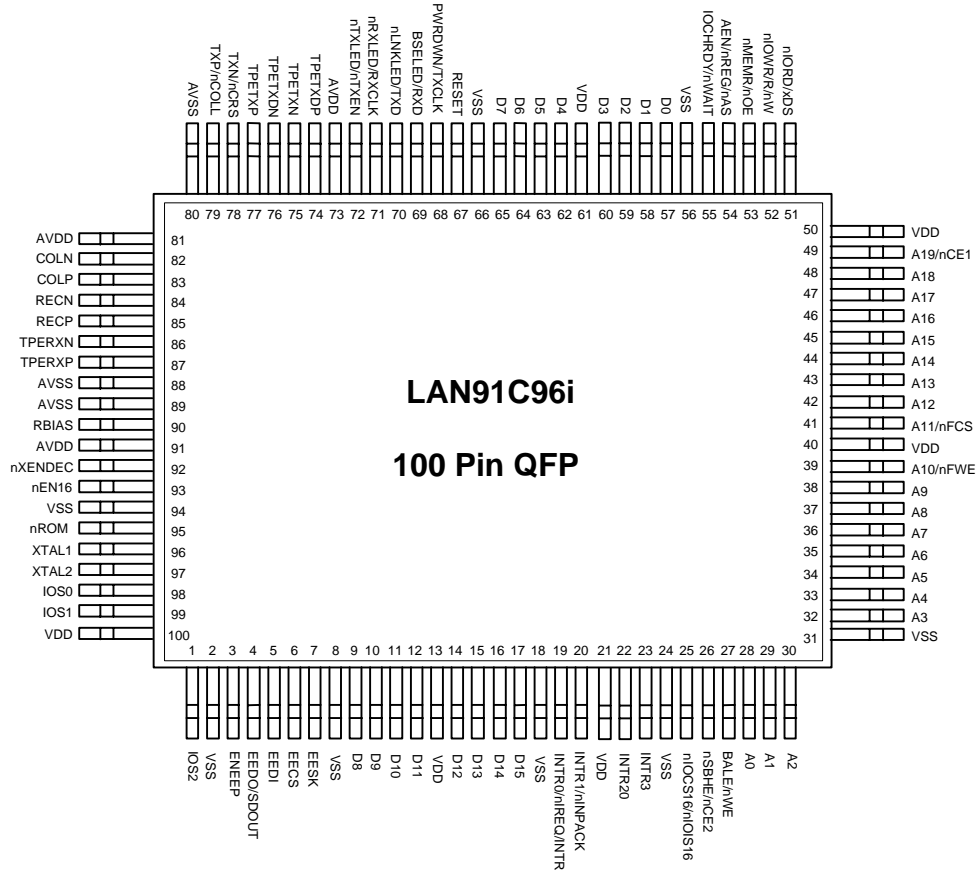 AVSS
TXP/nCOLL
TXN/nCRS
TPETXP
TPETXDN
TPETXN
TPETXDP
AVDD
nTXLED/nTXEN
nRXLED/RXCLK
nLNKLED/TXD
BSELED/RXD
PWRDWN/TXCLK
RESET
VSS
D7
D6
D5
D4
VDD
D3
D2
D1
D0
VSS
IOCHRDY/nWAIT
AEN/nREG/nAS
nMEMR/nOE
nIOWR/R/nW
nIORD/xDS
80 79 78 77 76 75 74 73 72 71 70 69 68 67 66 65 64 63 62 61 60 59 58 57 56 55 54 53 52 51
AVDD 81
COLN 82
COLP 83
RECN 84
RECP 85
TPERXN 86
TPERXP 87
AVSS 88
AVSS 89
RBIAS 90
AVDD 91
nXENDEC 92
nEN16 93
VSS 94
nROM 95
XTAL1 96
XTAL2 97
IOS0 98
IOS1 99
VDD 100
LAN91C96i
100 Pin QFP
50 VDD
49 A19/nCE1
48 A18
47 A17
46 A16
45 A15
44 A14
43 A13
42 A12
41 A11/nFCS
40 VDD
39 A10/nFWE
38 A9
37 A8
36 A7
35 A6
34 A5
33 A4
32 A3
31 VSS
1 2 3 4 5 6 7 8 9 10 11 12 13 14 15 16 17 18 19 20 21 22 23 24 25 26 27 28 29 30
IOS2
VSS
ENEEP
EEDO/SDOUT
EEDI
EECS
EESK
VSS
D8
D9
D10
D11
VDD
D12
D13
D14
D15
VSS
INTR0/nIREQ/INTR
INTR1/nINPACK
VDD
INTR20
INTR3
VSS
nIOCS16/nIOIS16
nSBHE/nCE2
BALE/nWE
A0
A1
A2